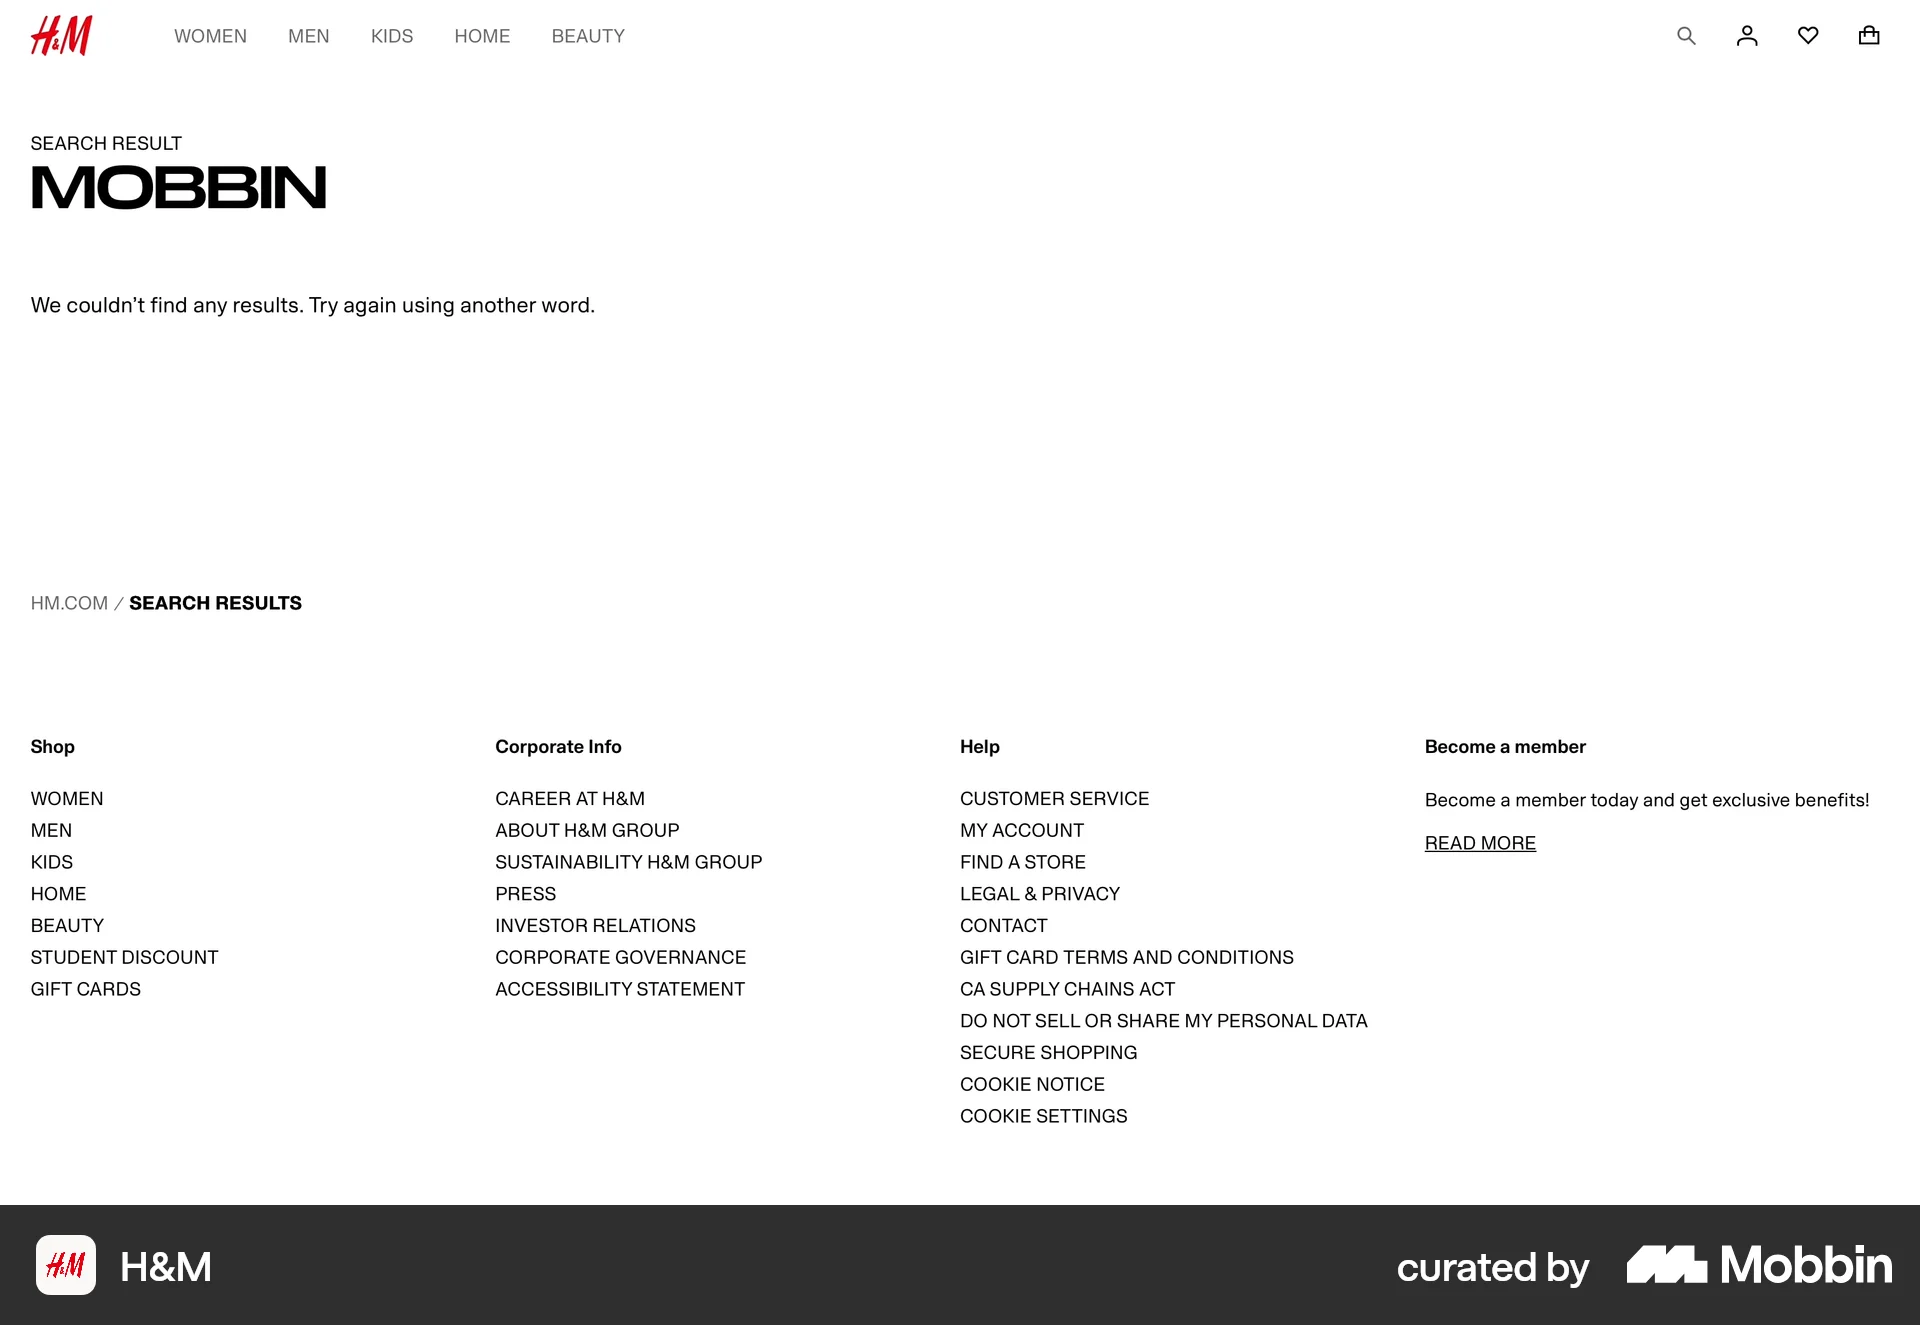 H&M
WOMEN
MEN
KIDS
HOME
BEAUTY
SEARCH RESULT
MOBBIN
We couldn’t find any results. Try again using another word.
HM.COM / SEARCH RESULTS
Shop
WOMEN
MEN
KIDS
HOME
BEAUTY
STUDENT DISCOUNT
GIFT CARDS
Corporate Info
CAREER AT H&M
ABOUT H&M GROUP
SUSTAINABILITY H&M GROUP
PRESS
INVESTOR RELATIONS
CORPORATE GOVERNANCE
ACCESSIBILITY STATEMENT
Help
CUSTOMER SERVICE
MY ACCOUNT
FIND A STORE
LEGAL & PRIVACY
CONTACT
GIFT CARD TERMS AND CONDITIONS
CA SUPPLY CHAINS ACT
DO NOT SELL OR SHARE MY PERSONAL DATA
SECURE SHOPPING
COOKIE NOTICE
COOKIE SETTINGS
Become a member
Become a member today and get exclusive benefits!
READ MORE
H&M
H&M
curated by
Mobbin